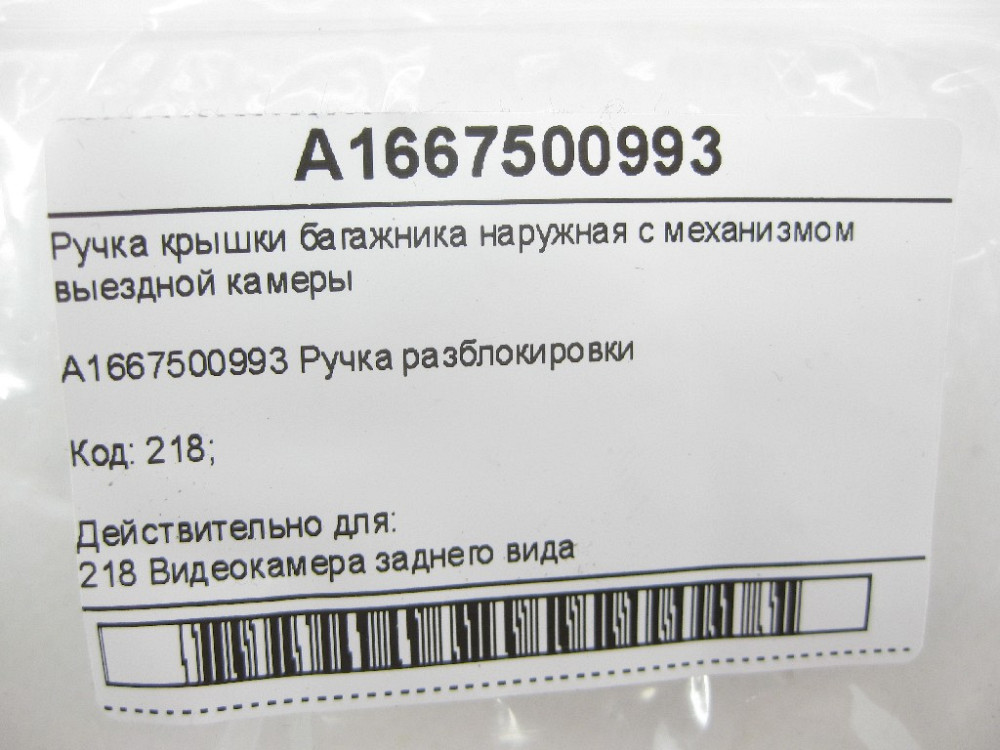 A1667500993
Ручка крышки багажника наружная с механизмом
выездной камеры
A1667500993 Ручка разблокировки
Код: 218;
Действительно для:
218 Видеокамера заднего вида